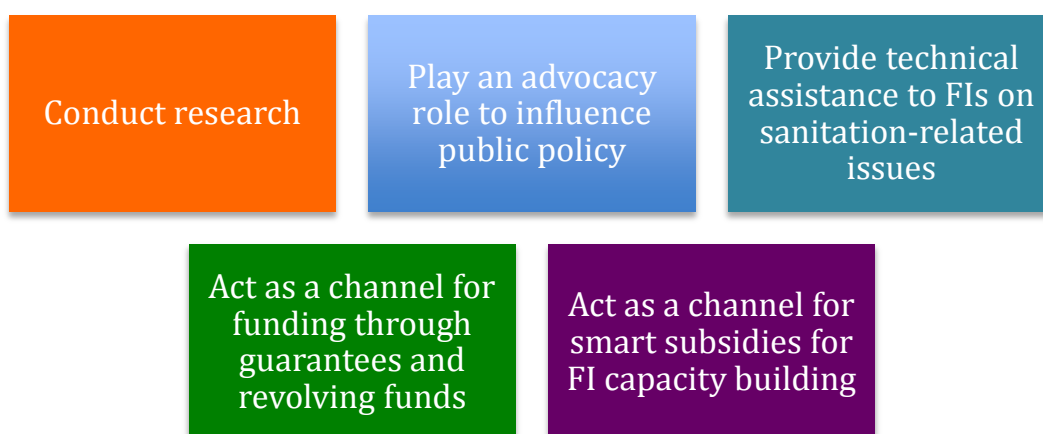 Conduct research
Play an advocacy
role to influence
public policy
Provide technical
assistance to FIs on
sanitation-related
issues
Act as a channel for
funding through
guarantees and
revolving funds
Act as a channel for
smart subsidies for
FI capacity building